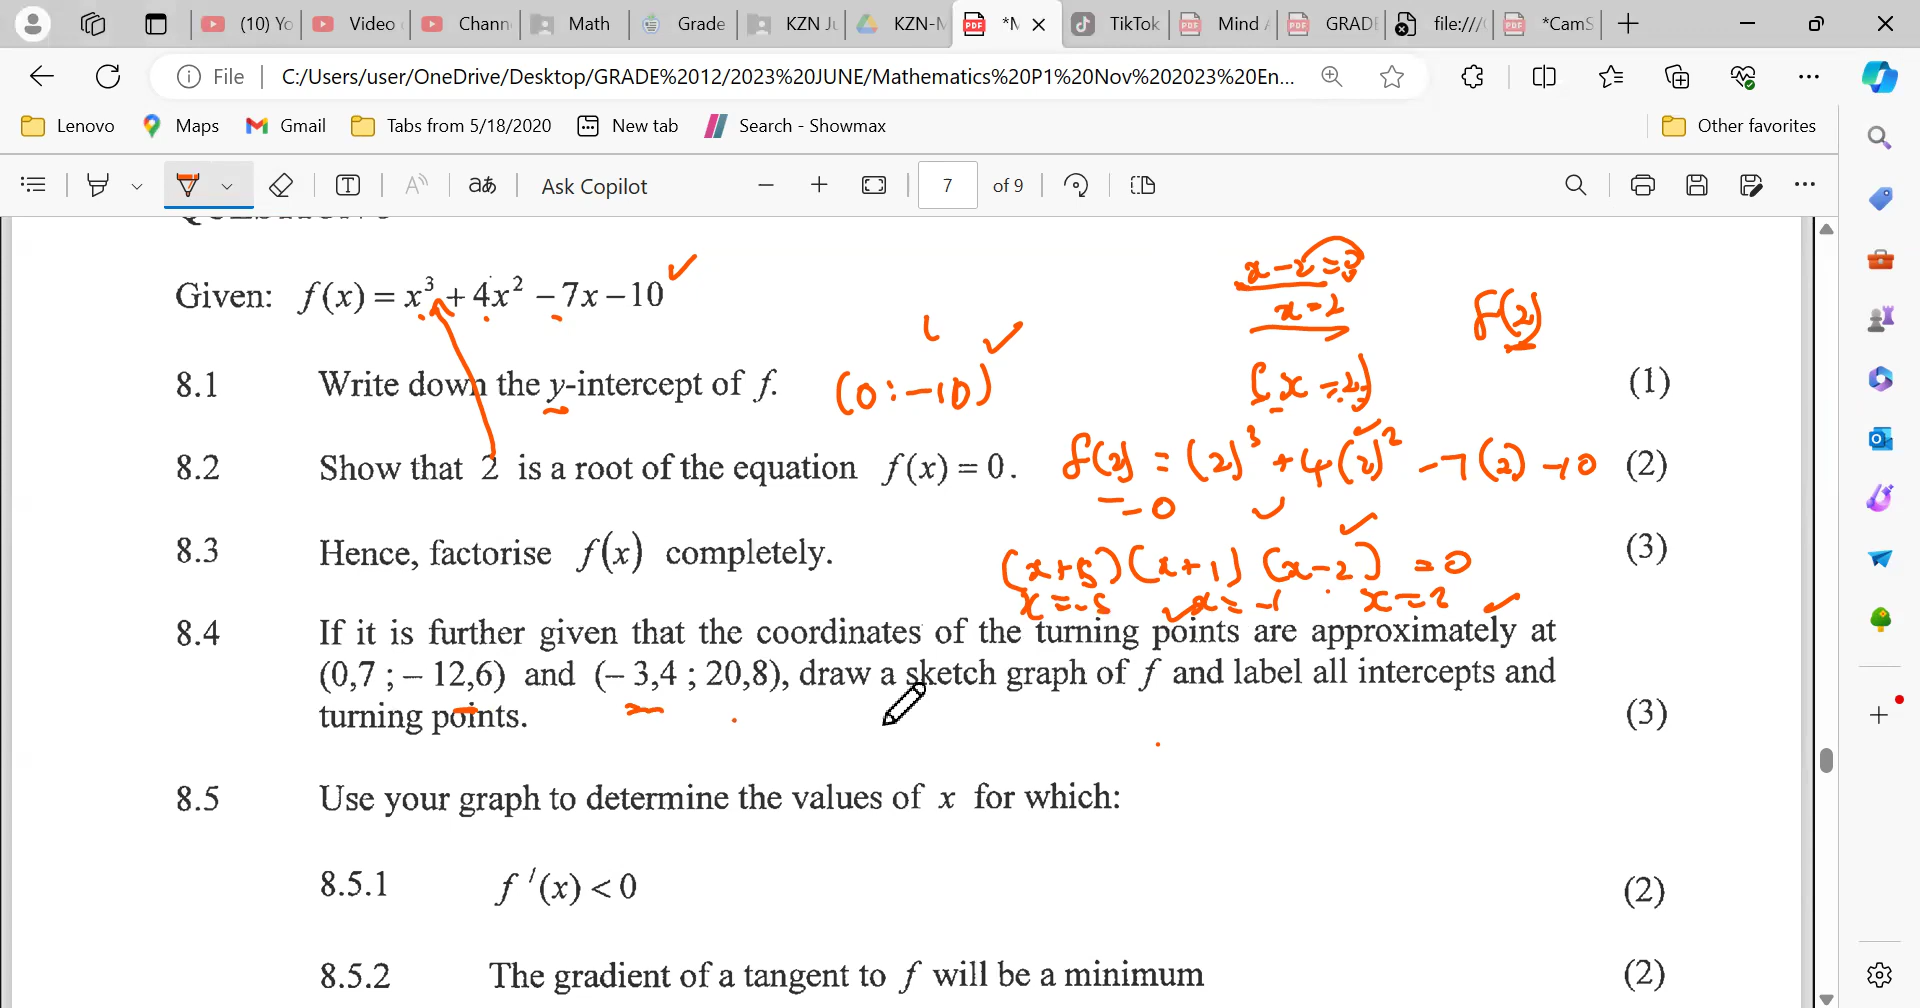 (10) Yo
Video
Chann
Math
Grade
KZN Ju
KZN-M
*M
TikTok
Mind A
GRADE
file:///
*CamS
File
C:/Users/user/OneDrive/Desktop/GRADE%2012/2023%20JUNE/Mathematics%20P1%20Nov%202023%20En...
Lenovo
Maps
Gmail
Tabs from 5/18/2020
New tab
Search - Showmax
Other favorites
Ask Copilot
7 of 9
Given: f(x) = x³ + 4x² − 7x − 10
x − 2 = 
x = 2
f(2)
8.1 Write down the y-intercept of f. (0 ; −10) (1)
(x = 2)
8.2 Show that 2 is a root of the equation f(x) = 0. f(2) = (2)³ + 4(2)² − 7(2) − 10 (2)
= 0
8.3 Hence, factorise f(x) completely. (x+5)(x+1)(x−2) = 0 (3)
x = −5 x = −1 x = 2
8.4 If it is further given that the coordinates of the turning points are approximately at
(0,7 ; − 12,6) and (− 3,4 ; 20,8), draw a sketch graph of f and label all intercepts and
turning points. (3)
8.5 Use your graph to determine the values of x for which:
8.5.1 f ′(x) < 0 (2)
8.5.2 The gradient of a tangent to f will be a minimum (2)